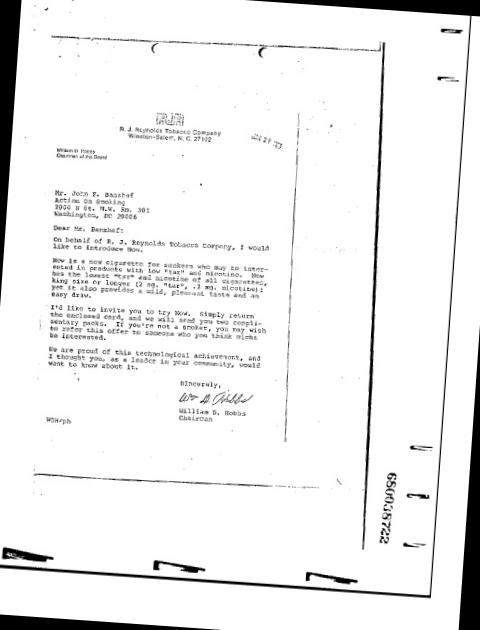 R. J. Reynolds Tobacco Company
Winston-Salem, N. C. 27102
William D. Hobbs
Chairman of the Board
Mr. John F. Banzhaf
Action On Smoking
2000 H St. N.W. Rm. 301
Washington, DC 20006
Dear Mr. Banzhaf:
On behalf of R. J. Reynolds Tobacco Company, I would
like to introduce Now.
Now is a new cigarette for smokers who may be inter-
ested in products with low "tar" and nicotine. Now
has the lowest "tar" and nicotine of all cigarettes,
king size or longer (2 mg. "tar", .2 mg. nicotine);
yet it also provides a mild, pleasant taste and an
easy draw.
I'd like to invite you to try Now. Simply return
the enclosed card, and we will send you two compli-
mentary packs. If you're not a smoker, you may wish
to refer this offer to someone who you think might
be interested.
We are proud of this technological achievement, and
I thought you, as a leader in your community, would
want to know about it.
Sincerely,
Wm D. Hobbs
William D. Hobbs
Chairman
WDH/ph
680038722